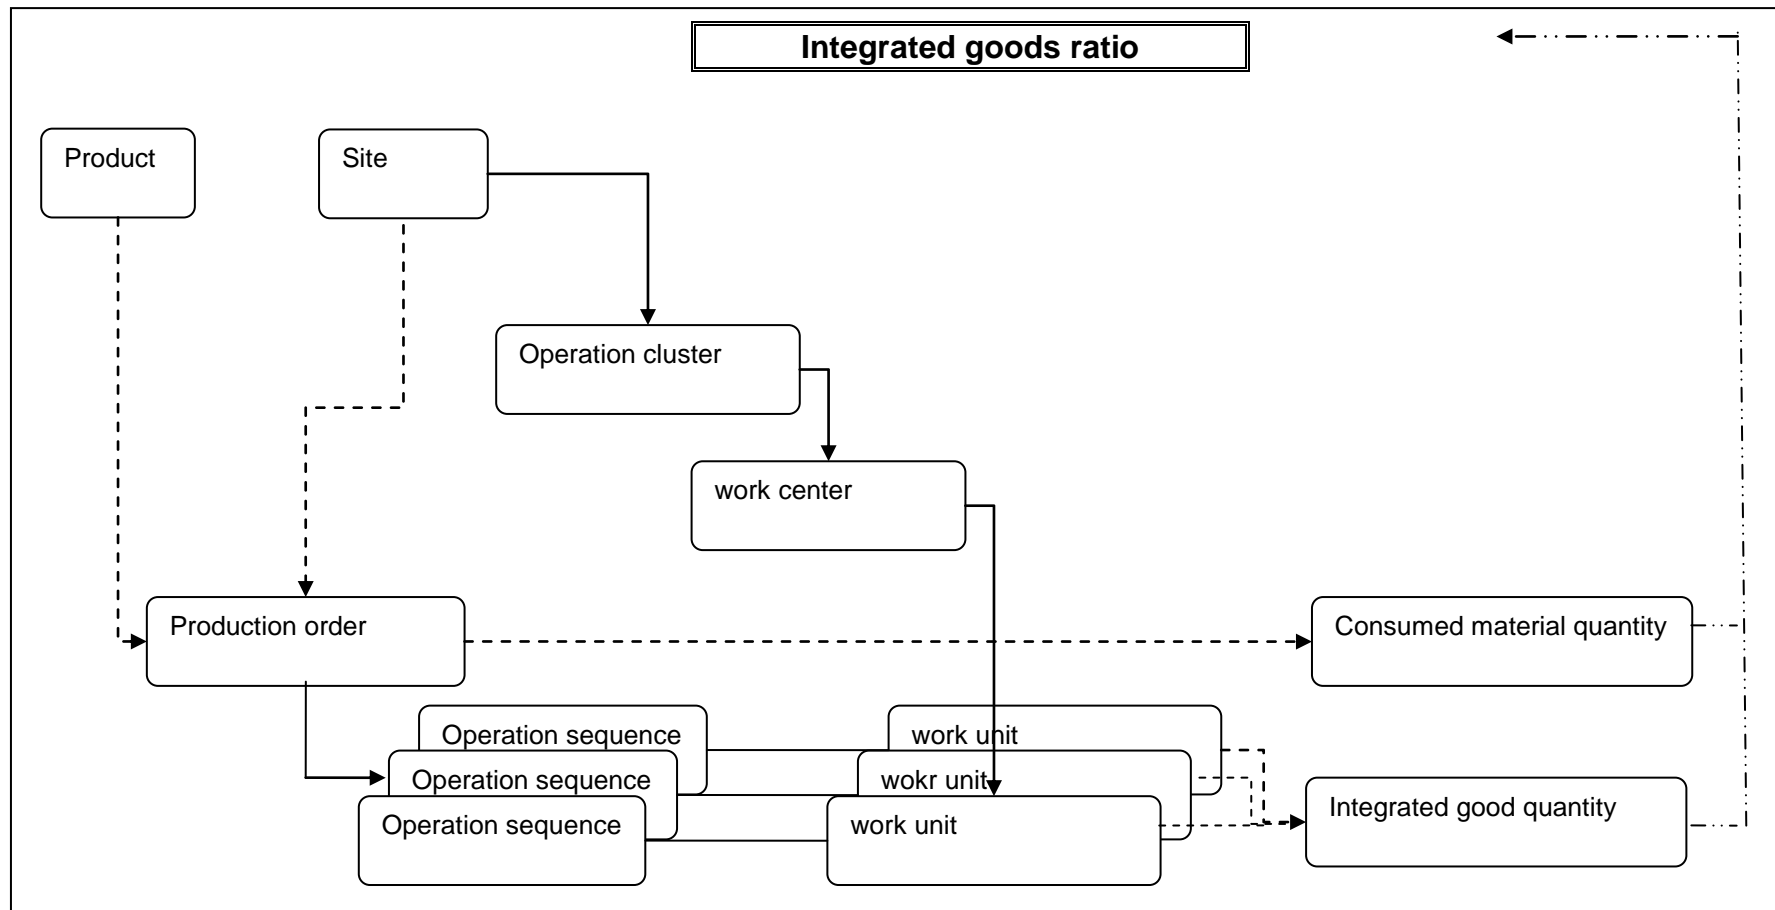 Integrated goods ratio
Product
Site
Operation cluster
work center
Production order
Consumed material quantity
Operation sequence
work unit
Operation sequence
wokr unit
Integrated good quantity
Operation sequence
work unit